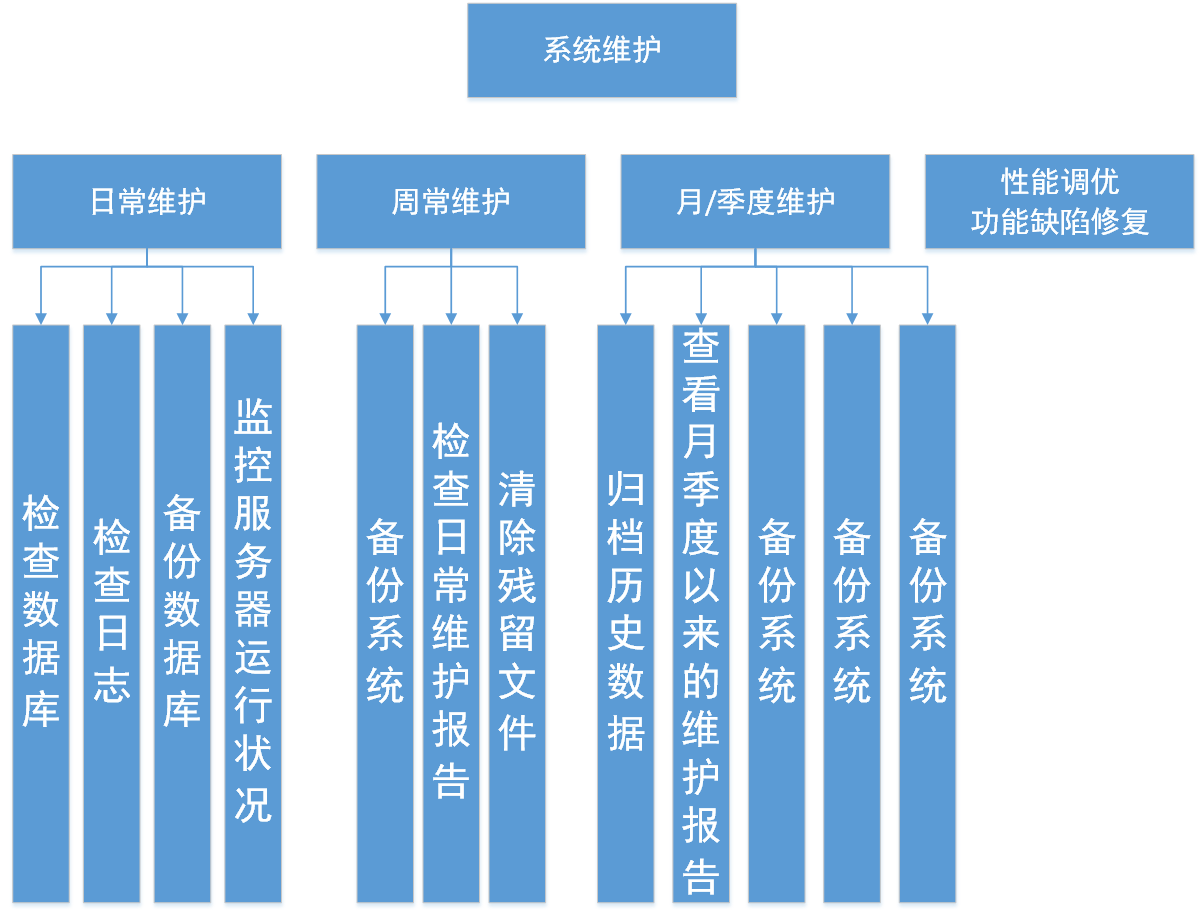 系统维护
日常维护
周常维护
月/季度维护
性能调优
功能缺陷修复
检查数据库
检查日志
备份数据库
监控服务器运行状况
备份系统
检查日常维护报告
清除残留文件
归档历史数据
查看月季度以来的维护报告
备份系统
备份系统
备份系统